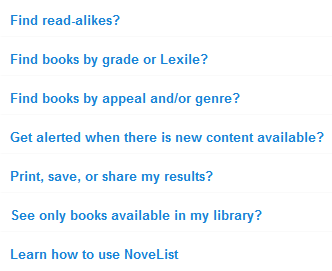 Find read-alikes?
Find books by grade or Lexile?
Find books by appeal and/or genre?
Get alerted when there is new content available?
Print, save, or share my results?
See only books available in my library?
Learn how to use NoveList